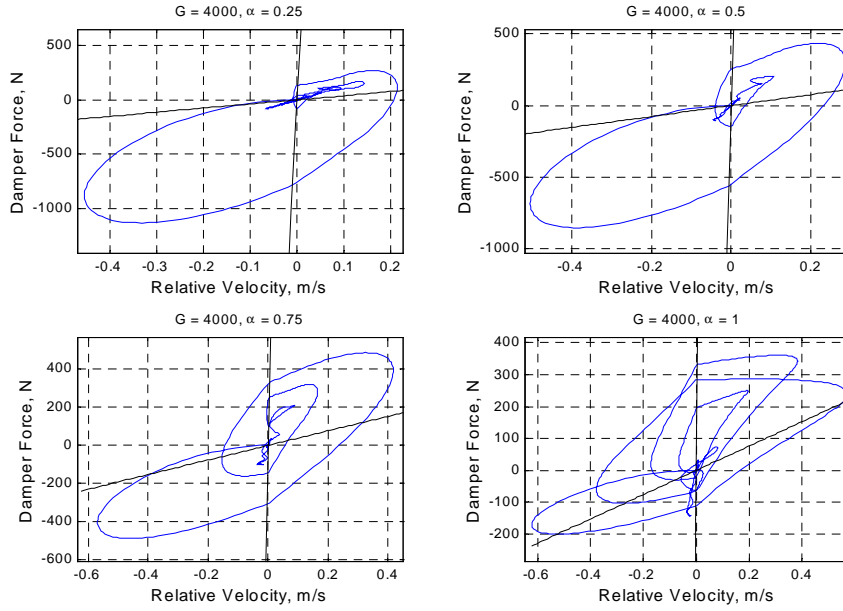 G = 4000, α = 0.25
500
0
-500
-1000
Damper Force, N
-0.4 -0.3 -0.2 -0.1 0 0.1 0.2
Relative Velocity, m/s
G = 4000, α = 0.5
500
0
-500
-1000
Damper Force, N
-0.4 -0.2 0 0.2
Relative Velocity, m/s
G = 4000, α = 0.75
400
200
0
-200
-400
-600
Damper Force, N
-0.6 -0.4 -0.2 0 0.2 0.4
Relative Velocity, m/s
G = 4000, α = 1
400
300
200
100
0
-100
-200
Damper Force, N
-0.6 -0.4 -0.2 0 0.2 0.4
Relative Velocity, m/s